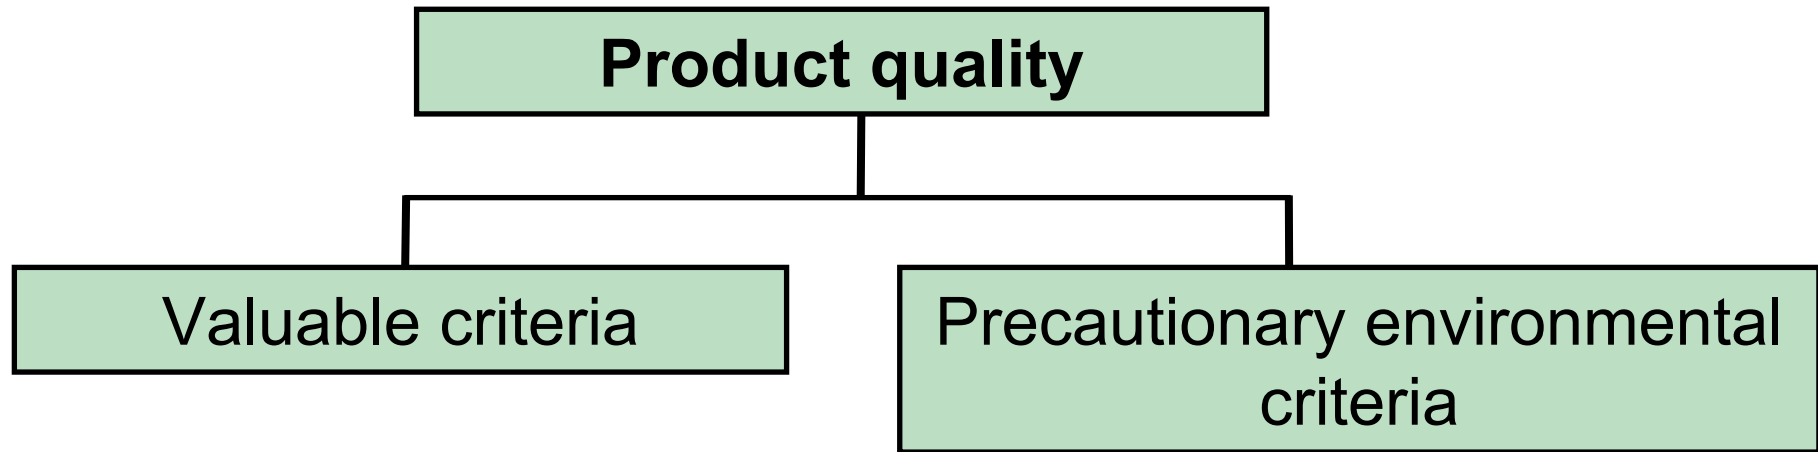 Product quality
Valuable criteria
Precautionary environmental
criteria